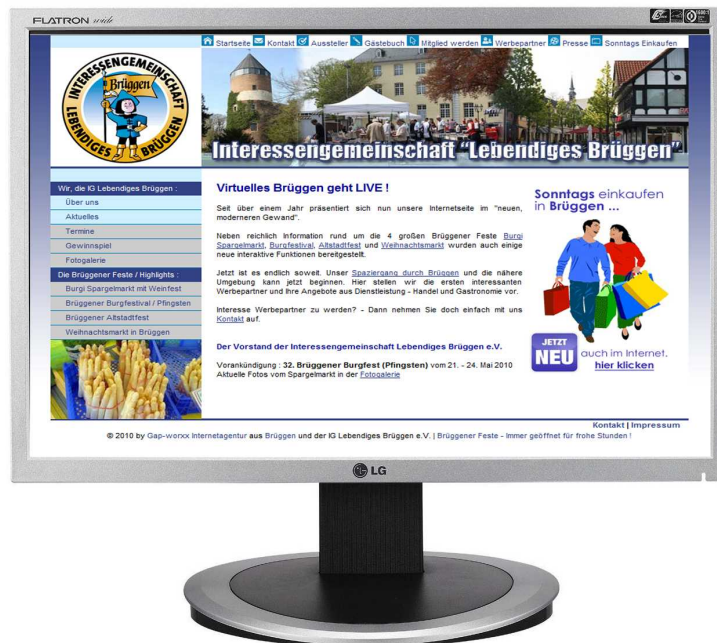 FLATRON wide
Startseite Kontakt Aussteller Gästebuch Mitglied werden Werbepartner Presse Sonntags Einkaufen
INTERESSENGEMEINSCHAFT
Brüggen
LEBENDIGES BRÜGGEN
Interessengemeinschaft "Lebendiges Brüggen"
Wir, die IG Lebendiges Brüggen :
Über uns
Aktuelles
Termine
Gewinnspiel
Fotogalerie
Die Brüggener Feste / Highlights :
Burgi Spargelmarkt mit Weinfest
Brüggener Burgfestival / Pfingsten
Brüggener Altstadtfest
Weihnachtsmarkt in Brüggen
Virtuelles Brüggen geht LIVE !
Seit über einem Jahr präsentiert sich nun unsere Internetseite im "neuen,
moderneren Gewand".
Neben reichlich Information rund um die 4 großen Brüggener Feste Burgi
Spargelmarkt, Burgfestival, Altstadtfest und Weihnachtsmarkt wurden auch einige
neue interaktive Funktionen bereitgestellt.
Jetzt ist es endlich soweit. Unser Spaziergang durch Brüggen und die nähere
Umgebung kann jetzt beginnen. Hier stellen wir die ersten interessanten
Werbepartner und Ihre Angebote aus Dienstleistung - Handel und Gastronomie vor.
Interesse Werbepartner zu werden? - Dann nehmen Sie doch einfach mit uns
Kontakt auf.
Der Vorstand der Interessengemeinschaft Lebendiges Brüggen e.V.
Vorankündigung : 32. Brüggener Burgfest (Pfingsten) vom 21. - 24. Mai 2010
Aktuelle Fotos vom Spargelmarkt in der Fotogalerie
Sonntags einkaufen
in Brüggen ...
JETZT
NEU auch im Internet.
hier klicken
Kontakt | Impressum
© 2010 by Gap-worxx Internetagentur aus Brüggen und der IG Lebendiges Brüggen e.V. | Brüggener Feste - Immer geöffnet für frohe Stunden !
LG